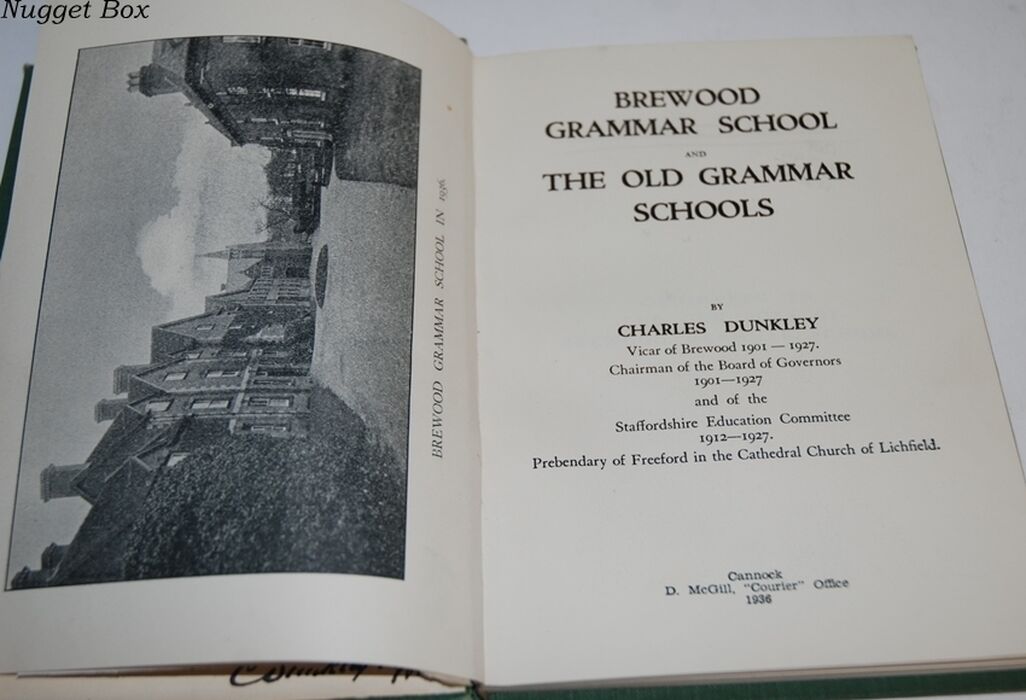 Nugget Box
BREWOOD GRAMMAR SCHOOL IN 1936.
BREWOOD
GRAMMAR SCHOOL
AND
THE OLD GRAMMAR
SCHOOLS
BY
CHARLES DUNKLEY
Vicar of Brewood 1901 — 1927.
Chairman of the Board of Governors
1901—1927
and of the
Staffordshire Education Committee
1912—1927.
Prebendary of Freeford in the Cathedral Church of Lichfield.
Cannock
D. McGill, "Courier" Office
1936